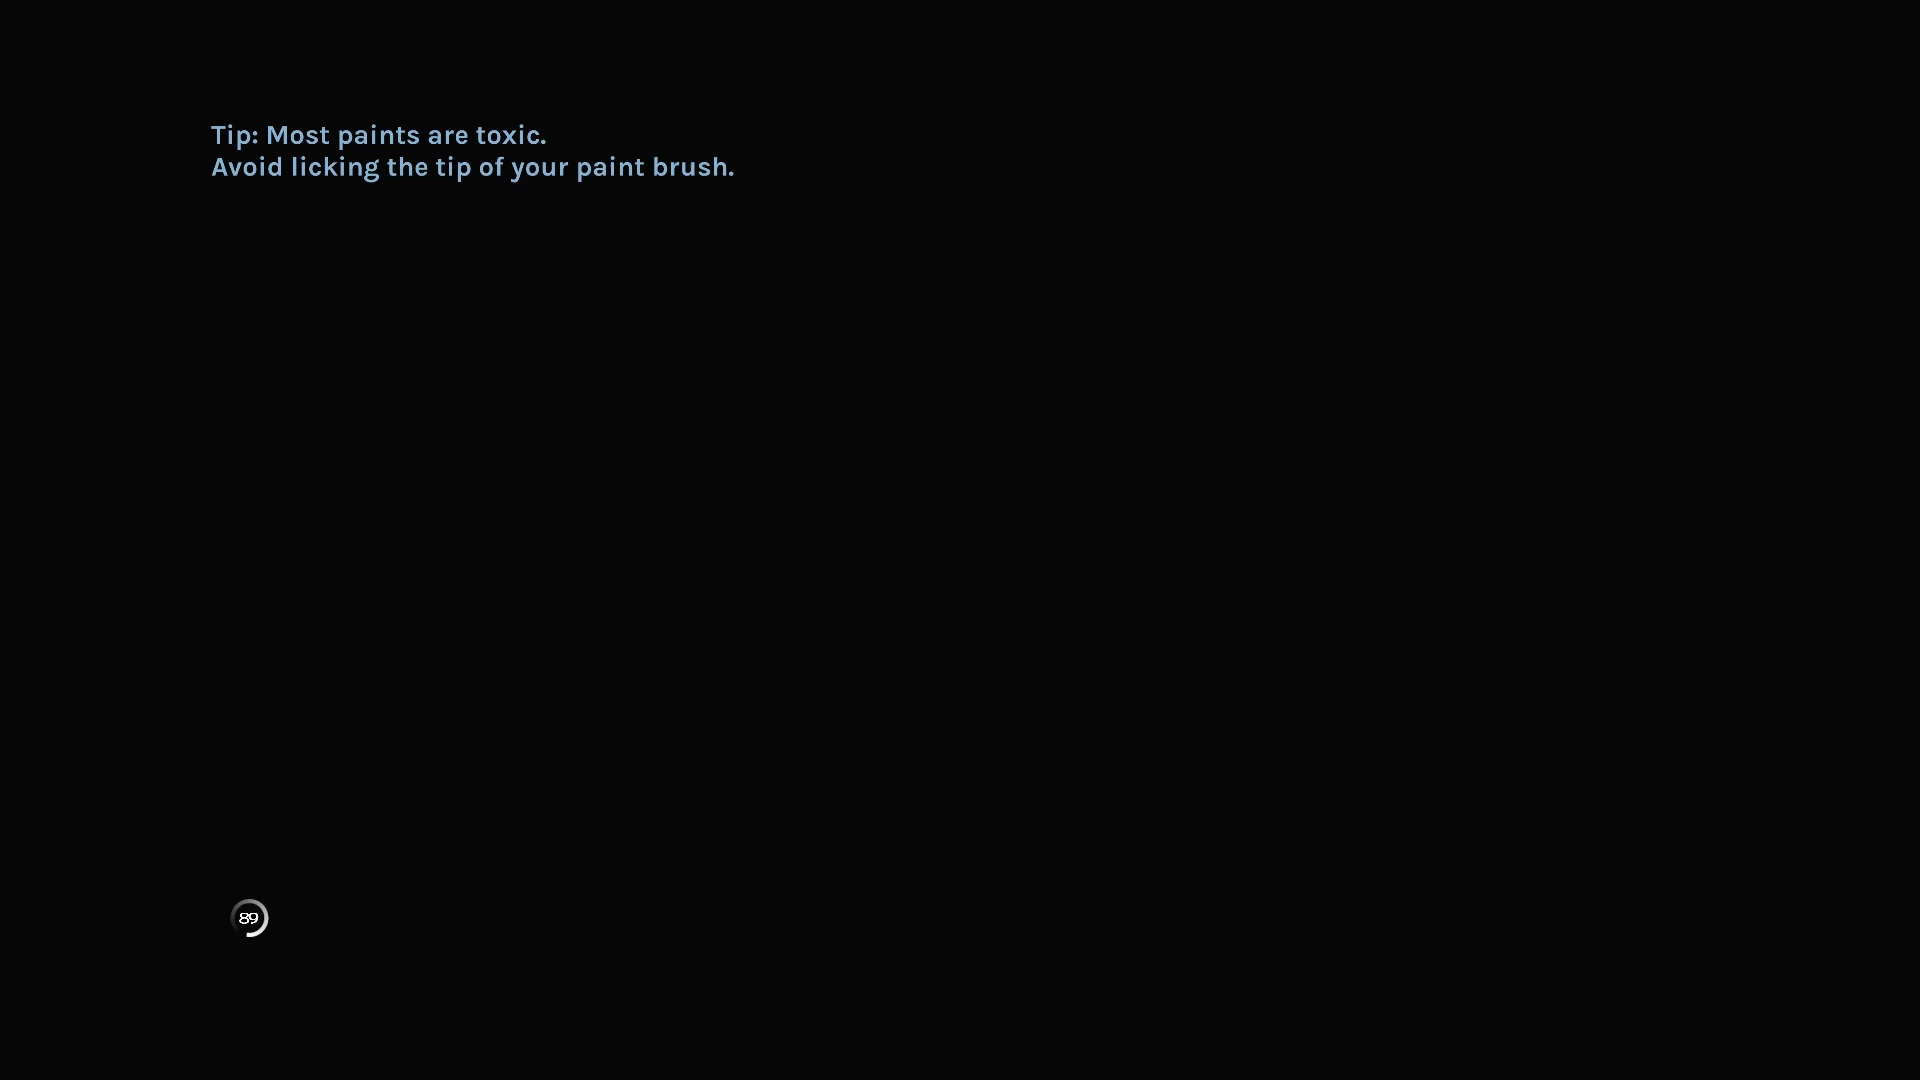 Tip: Most paints are toxic.
Avoid licking the tip of your paint brush.
89